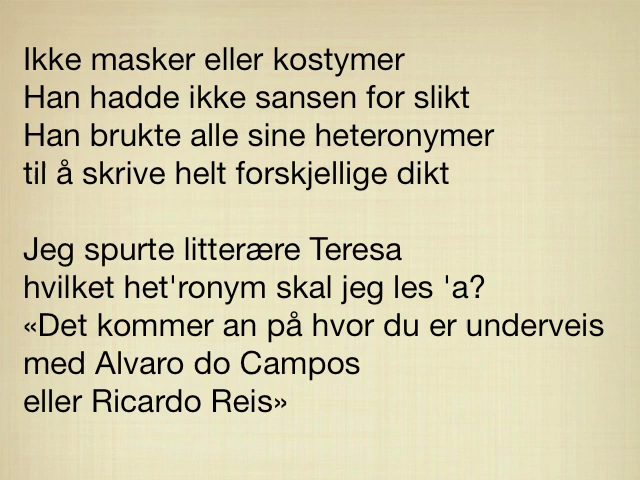 Ikke masker eller kostymer
Han hadde ikke sansen for slikt
Han brukte alle sine heteronymer
til å skrive helt forskjellige dikt
Jeg spurte litterære Teresa
hvilket het'ronym skal jeg les 'a?
«Det kommer an på hvor du er underveis
med Alvaro do Campos
eller Ricardo Reis»